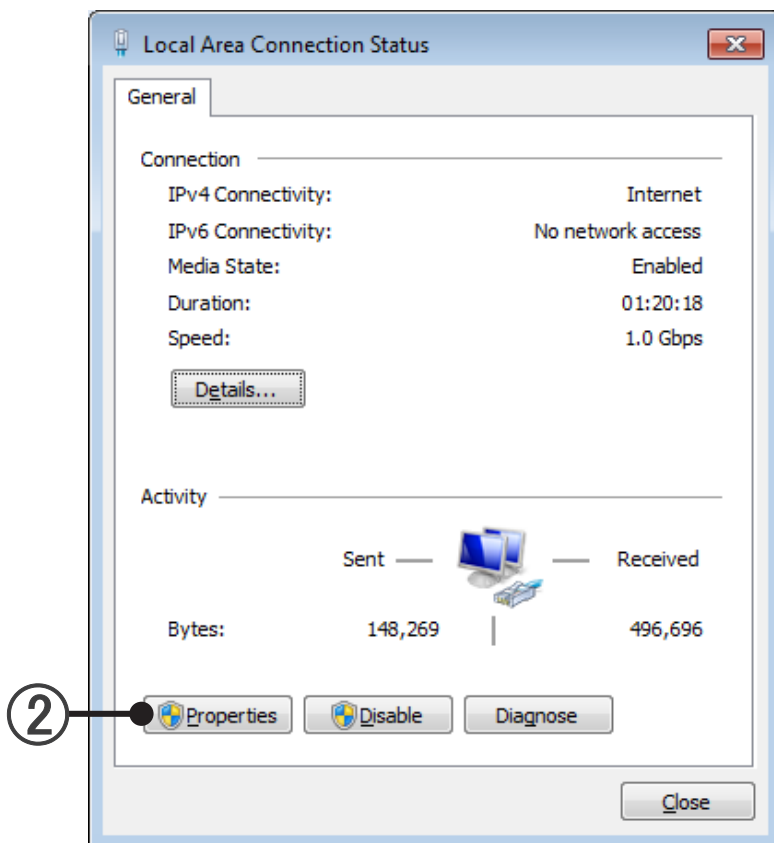 Local Area Connection Status
General
Connection
IPv4 Connectivity: Internet
IPv6 Connectivity: No network access
Media State: Enabled
Duration: 01:20:18
Speed: 1.0 Gbps
Details...
Activity
Sent Received
Bytes: 148,269 496,696
② Properties Disable Diagnose
Close